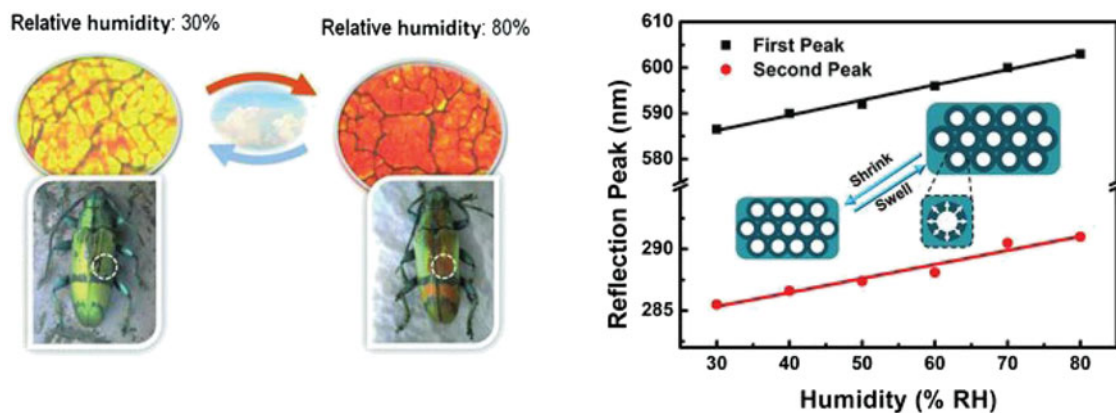 Relative humidity: 30%
Relative humidity: 80%
610
600
590
580
290
285
Reflection Peak (nm)
First Peak
Second Peak
Shrink
Swell
30 40 50 60 70 80
Humidity (% RH)